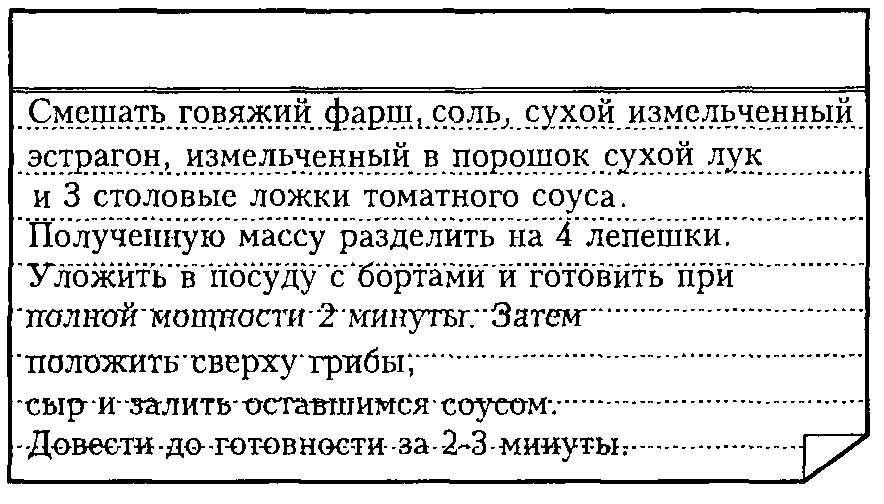 Смешать говяжий фарш, соль, сухой измельченный
эстрагон, измельченный в порошок сухой лук
и 3 столовые ложки томатного соуса.
Полученную массу разделить на 4 лепешки.
Уложить в посуду с бортами и готовить при
полной мощности 2 минуты. Затем
положить сверху грибы,
сыр и залить оставшимся соусом.
Довести до готовности за 2-3 минуты.